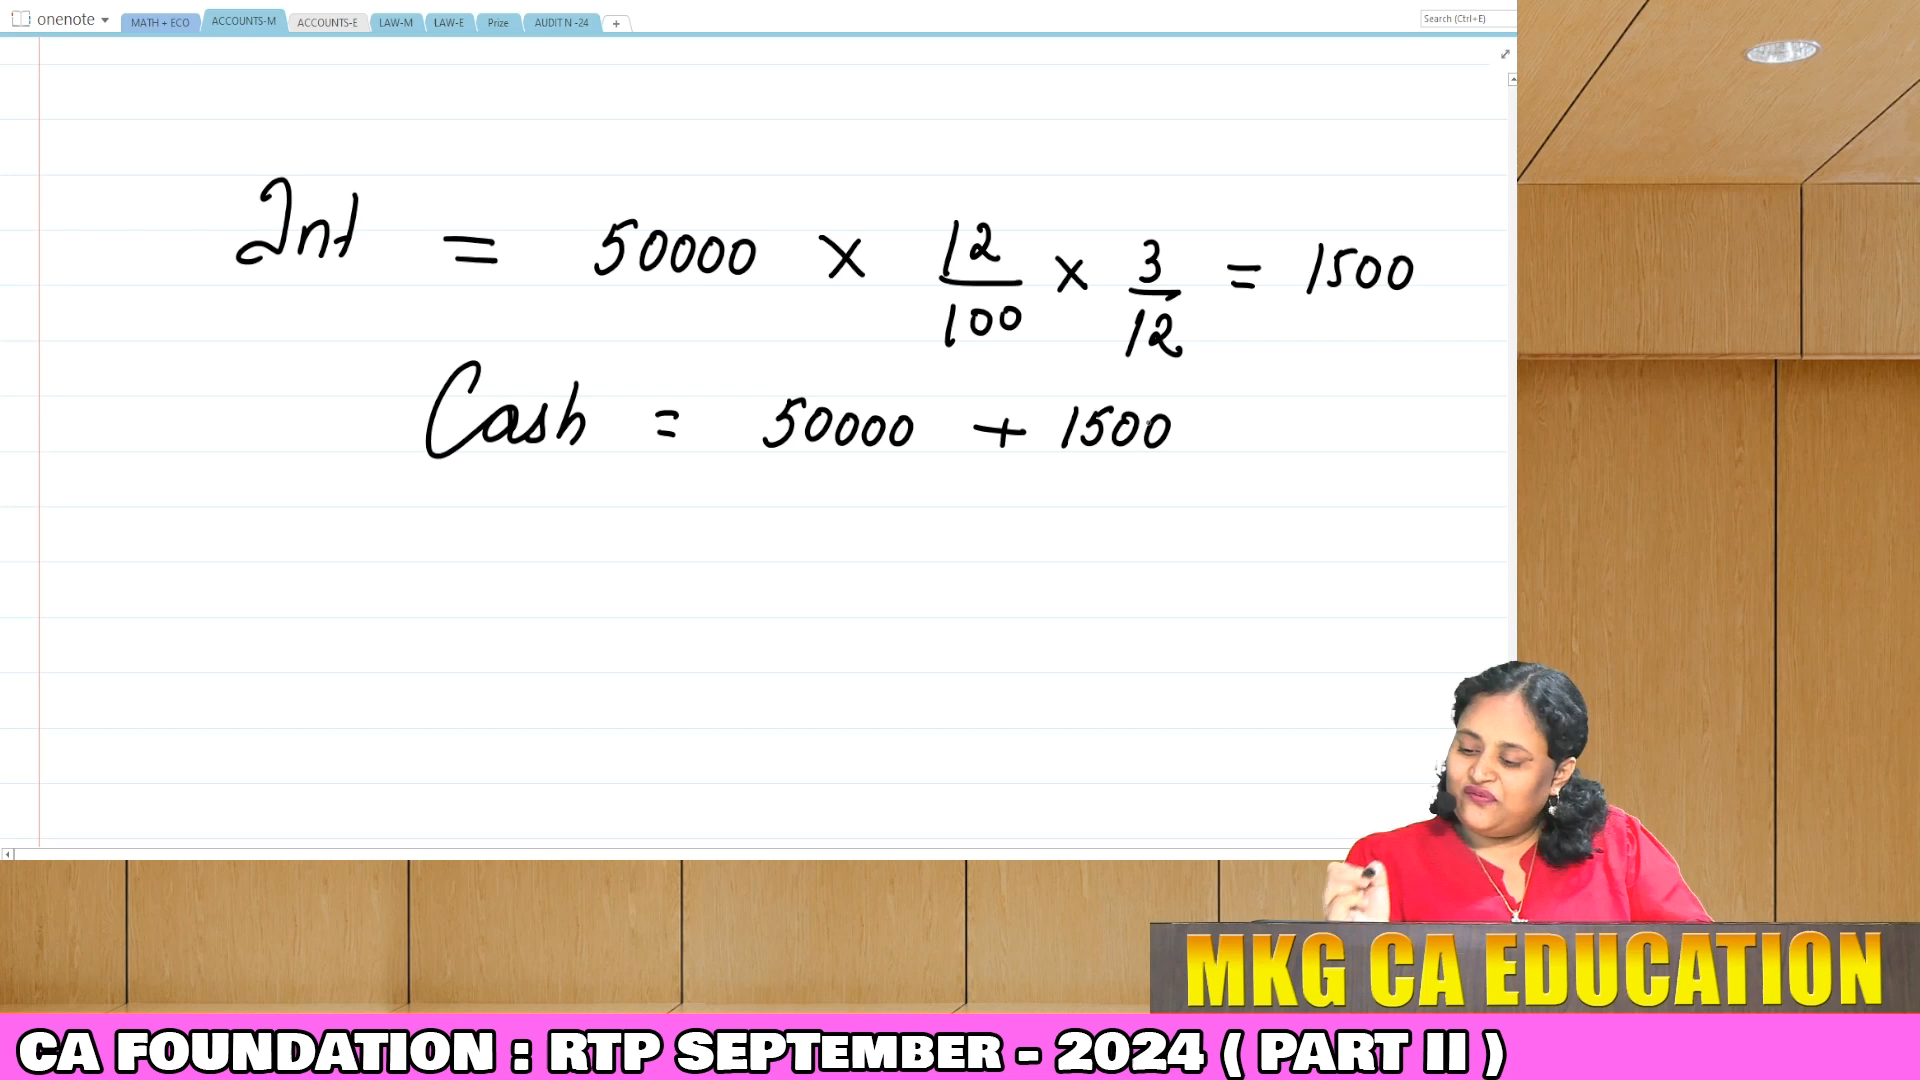 onenote MATH + ECO ACCOUNTS-M ACCOUNTS-E LAW-M LAW-E Prize AUDIT N -24 + Search (Ctrl+E)
Int = 50000 × 12/100 × 3/12 = 1500
Cash = 50000 + 1500
MKG CA EDUCATION
CA FOUNDATION : RTP SEPTEMBER - 2024 ( PART II )